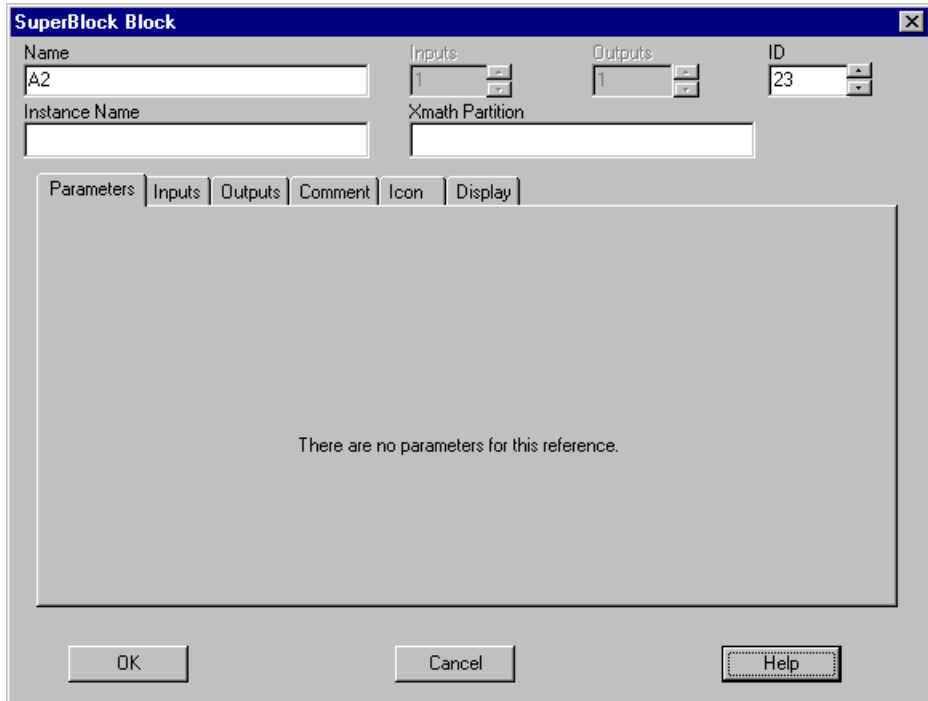 SuperBlock Block
Name Inputs Outputs ID
A2 1 1 23
Instance Name Xmath Partition
Parameters Inputs Outputs Comment Icon Display
There are no parameters for this reference.
OK Cancel Help